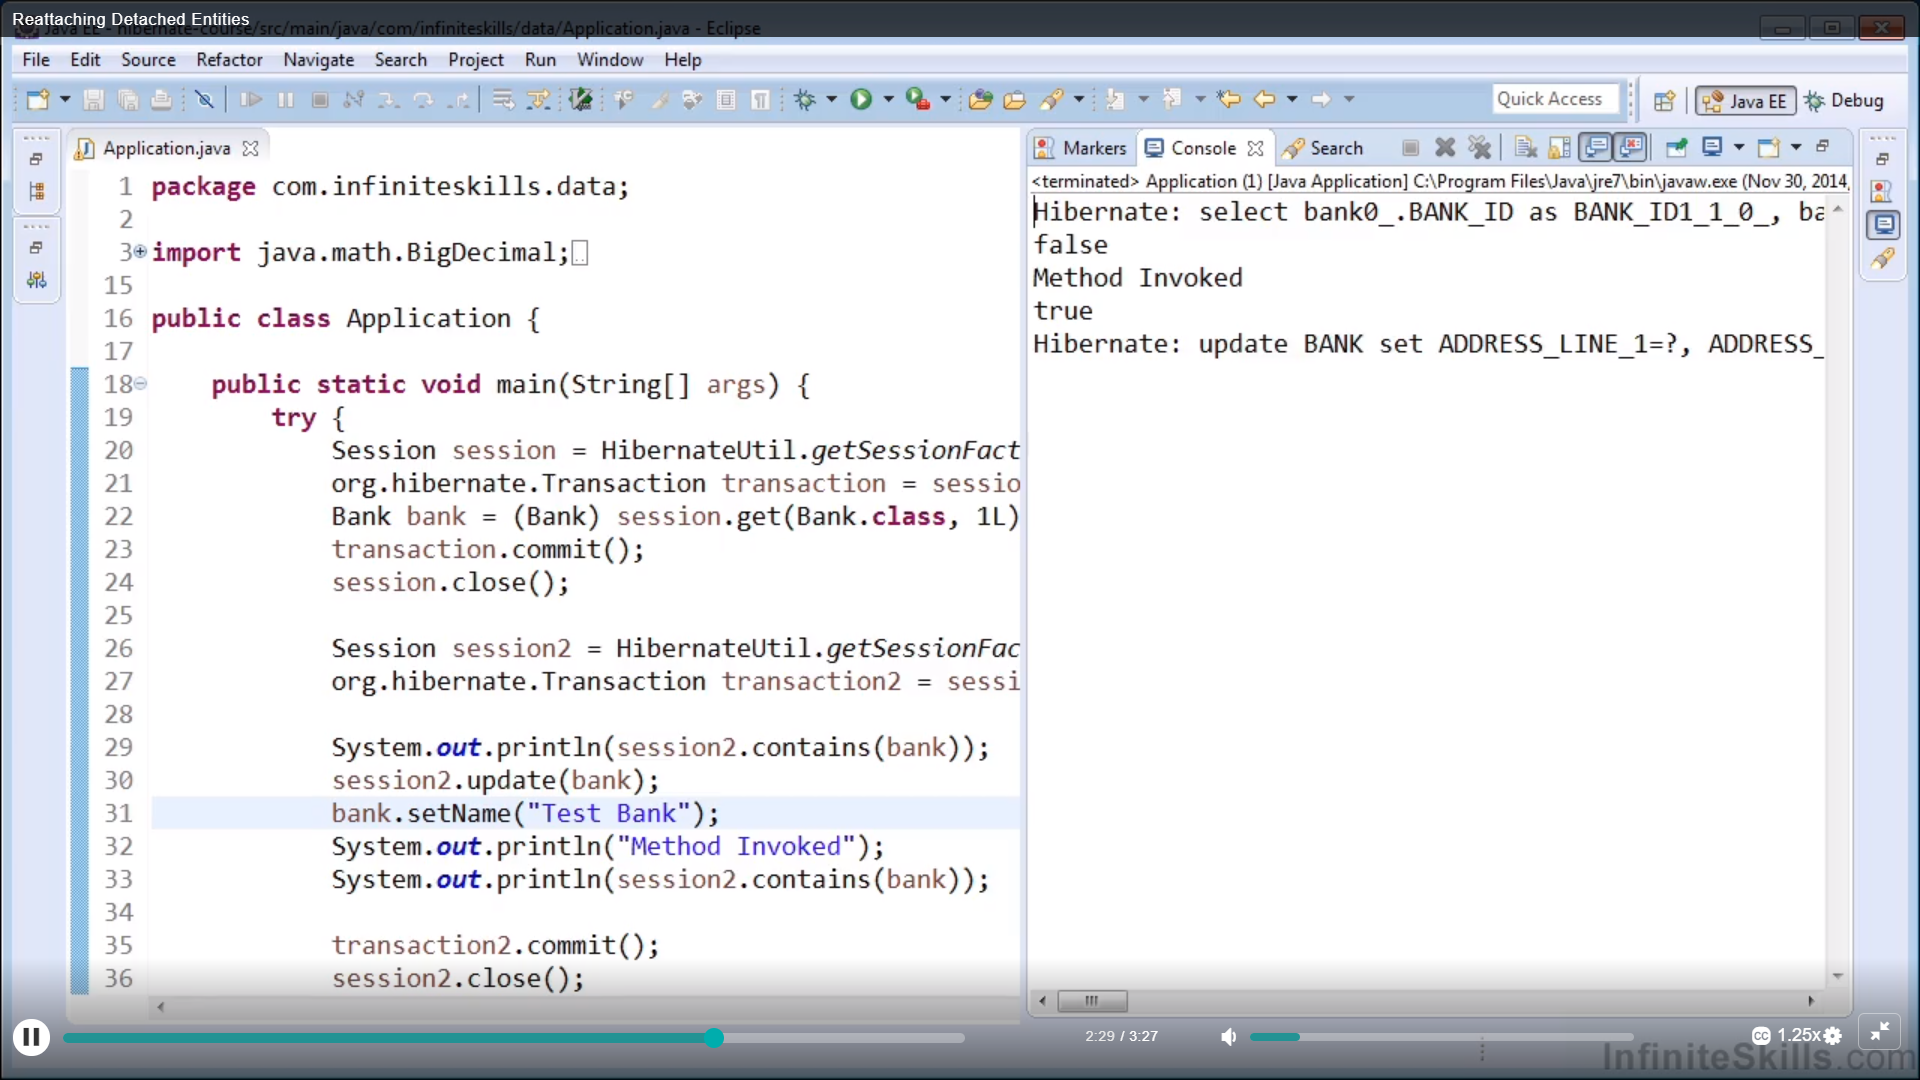 Reattaching Detached Entities
Java EE - hibernate-course/src/main/java/com/infiniteskills/data/Application.java - Eclipse
File Edit Source Refactor Navigate Search Project Run Window Help
Quick Access Java EE Debug
Application.java
1 package com.infiniteskills.data;
2
3 import java.math.BigDecimal;
15
16 public class Application {
17
18 public static void main(String[] args) {
19 try {
20 Session session = HibernateUtil.getSessionFact
21 org.hibernate.Transaction transaction = sessio
22 Bank bank = (Bank) session.get(Bank.class, 1L)
23 transaction.commit();
24 session.close();
25
26 Session session2 = HibernateUtil.getSessionFac
27 org.hibernate.Transaction transaction2 = sessi
28
29 System.out.println(session2.contains(bank));
30 session2.update(bank);
31 bank.setName("Test Bank");
32 System.out.println("Method Invoked");
33 System.out.println(session2.contains(bank));
34
35 transaction2.commit();
36 session2.close();
Markers Console Search
<terminated> Application (1) [Java Application] C:\Program Files\Java\jre7\bin\javaw.exe (Nov 30, 2014,
Hibernate: select bank0_.BANK_ID as BANK_ID1_1_0_, ba
false
Method Invoked
true
Hibernate: update BANK set ADDRESS_LINE_1=?, ADDRESS_
2:29 / 3:27
CC 1.25x
InfiniteSkills.com